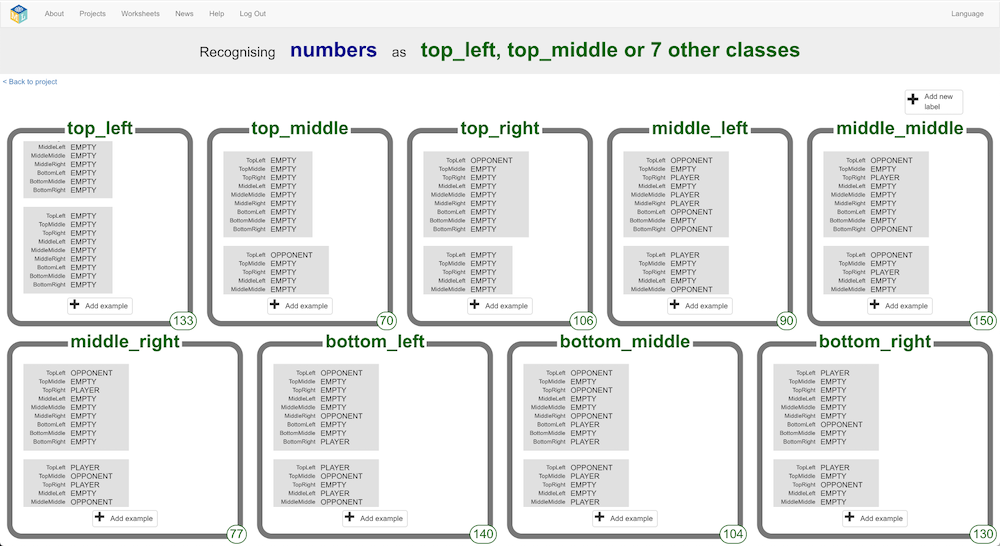 About Projects Worksheets News Help Log Out Language
Recognising numbers as top_left, top_middle or 7 other classes
< Back to project
Add new
label
top_left
MiddleLeft EMPTY
MiddleMiddle EMPTY
MiddleRight EMPTY
BottomLeft EMPTY
BottomMiddle EMPTY
BottomRight EMPTY
TopLeft EMPTY
TopMiddle EMPTY
TopRight EMPTY
MiddleLeft EMPTY
MiddleMiddle EMPTY
MiddleRight EMPTY
BottomLeft EMPTY
BottomMiddle EMPTY
BottomRight EMPTY
Add example
133
top_middle
TopLeft EMPTY
TopMiddle EMPTY
TopRight EMPTY
MiddleLeft EMPTY
MiddleMiddle EMPTY
MiddleRight EMPTY
BottomLeft EMPTY
BottomMiddle EMPTY
BottomRight EMPTY
TopLeft OPPONENT
TopMiddle EMPTY
TopRight EMPTY
MiddleLeft EMPTY
MiddleMiddle EMPTY
Add example
70
top_right
TopLeft OPPONENT
TopMiddle EMPTY
TopRight EMPTY
MiddleLeft EMPTY
MiddleMiddle EMPTY
MiddleRight EMPTY
BottomLeft EMPTY
BottomMiddle EMPTY
BottomRight EMPTY
TopLeft EMPTY
TopMiddle EMPTY
TopRight EMPTY
MiddleLeft EMPTY
MiddleMiddle EMPTY
Add example
106
middle_left
TopLeft OPPONENT
TopMiddle EMPTY
TopRight PLAYER
MiddleLeft EMPTY
MiddleMiddle PLAYER
MiddleRight PLAYER
BottomLeft OPPONENT
BottomMiddle EMPTY
BottomRight OPPONENT
TopLeft PLAYER
TopMiddle EMPTY
TopRight EMPTY
MiddleLeft EMPTY
MiddleMiddle OPPONENT
Add example
90
middle_middle
TopLeft OPPONENT
TopMiddle EMPTY
TopRight PLAYER
MiddleLeft EMPTY
MiddleMiddle EMPTY
MiddleRight EMPTY
BottomLeft EMPTY
BottomMiddle EMPTY
BottomRight OPPONENT
TopLeft OPPONENT
TopMiddle EMPTY
TopRight PLAYER
MiddleLeft EMPTY
MiddleMiddle EMPTY
Add example
150
middle_right
TopLeft OPPONENT
TopMiddle EMPTY
TopRight PLAYER
MiddleLeft EMPTY
MiddleMiddle EMPTY
MiddleRight EMPTY
BottomLeft EMPTY
BottomMiddle EMPTY
BottomRight EMPTY
TopLeft PLAYER
TopMiddle OPPONENT
TopRight PLAYER
MiddleLeft EMPTY
MiddleMiddle OPPONENT
Add example
77
bottom_left
TopLeft OPPONENT
TopMiddle EMPTY
TopRight EMPTY
MiddleLeft EMPTY
MiddleMiddle EMPTY
MiddleRight OPPONENT
BottomLeft EMPTY
BottomMiddle EMPTY
BottomRight PLAYER
TopLeft PLAYER
TopMiddle OPPONENT
TopRight EMPTY
MiddleLeft PLAYER
MiddleMiddle OPPONENT
Add example
140
bottom_middle
TopLeft OPPONENT
TopMiddle EMPTY
TopRight OPPONENT
MiddleLeft EMPTY
MiddleMiddle EMPTY
MiddleRight OPPONENT
BottomLeft PLAYER
BottomMiddle EMPTY
BottomRight PLAYER
TopLeft OPPONENT
TopMiddle PLAYER
TopRight EMPTY
MiddleLeft EMPTY
MiddleMiddle PLAYER
Add example
104
bottom_right
TopLeft PLAYER
TopMiddle EMPTY
TopRight EMPTY
MiddleLeft EMPTY
MiddleMiddle EMPTY
MiddleRight EMPTY
BottomLeft OPPONENT
BottomMiddle EMPTY
BottomRight EMPTY
TopLeft PLAYER
TopMiddle EMPTY
TopRight OPPONENT
MiddleLeft EMPTY
MiddleMiddle PLAYER
Add example
130